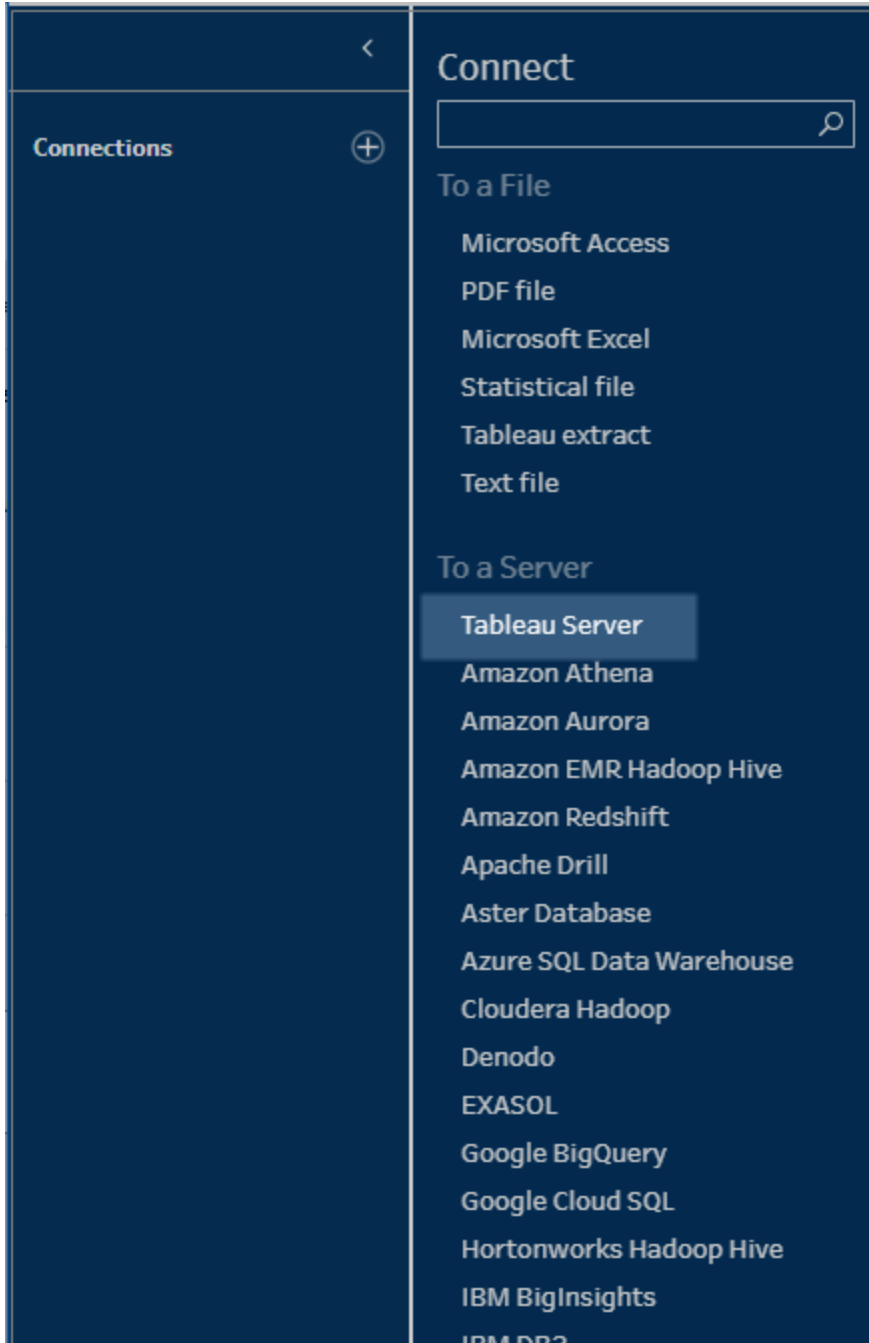 Connections
Connect
To a File
Microsoft Access
PDF file
Microsoft Excel
Statistical file
Tableau extract
Text file
To a Server
Tableau Server
Amazon Athena
Amazon Aurora
Amazon EMR Hadoop Hive
Amazon Redshift
Apache Drill
Aster Database
Azure SQL Data Warehouse
Cloudera Hadoop
Denodo
EXASOL
Google BigQuery
Google Cloud SQL
Hortonworks Hadoop Hive
IBM BigInsights
IBM DB2